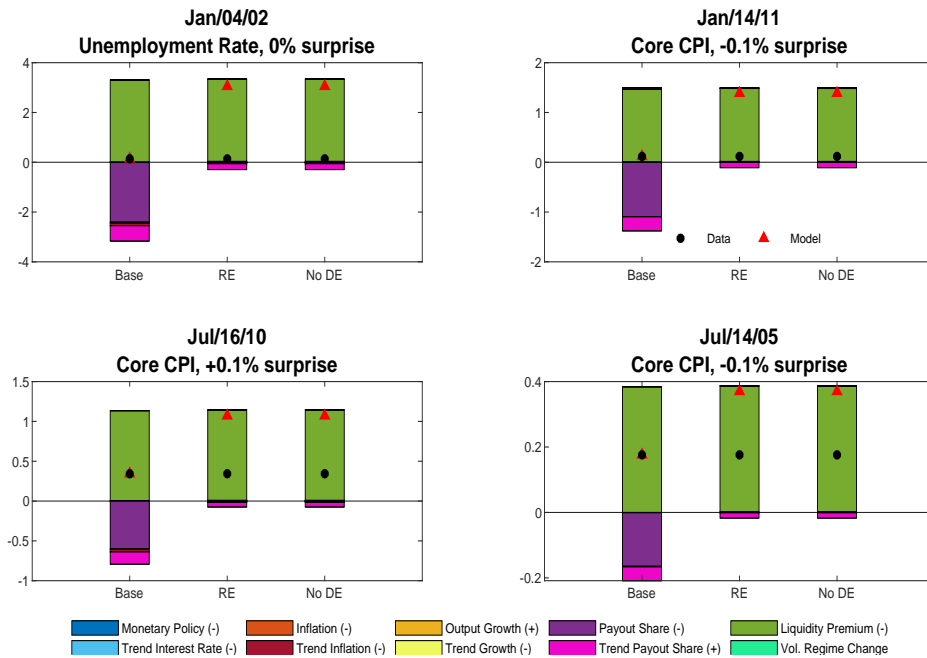 Jan/04/02
Unemployment Rate, 0% surprise
4
2
0
-2
-4
Base
RE
No DE
Jan/14/11
Core CPI, -0.1% surprise
2
1
0
-1
-2
Data
Model
Base
RE
No DE
Jul/16/10
Core CPI, +0.1% surprise
1.5
1
0.5
0
-0.5
-1
Base
RE
No DE
Jul/14/05
Core CPI, -0.1% surprise
0.4
0.2
0
-0.2
Base
RE
No DE
Monetary Policy (-)
Inflation (-)
Output Growth (+)
Payout Share (-)
Liquidity Premium (-)
Trend Interest Rate (-)
Trend Inflation (-)
Trend Growth (-)
Trend Payout Share (+)
Vol. Regime Change